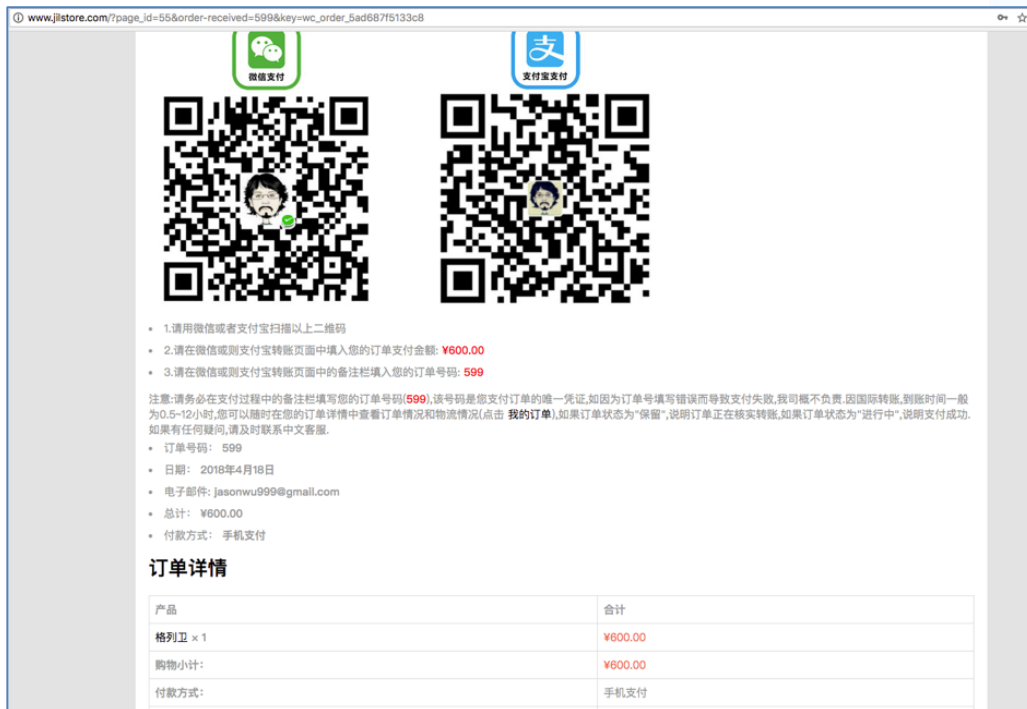 www.jilstore.com/?page_id=55&order-received=599&key=wc_order_5ad687f5133c8
微信支付
支付宝支付
1.请用微信或者支付宝扫描以上二维码
2.请在微信或则支付宝转账页面中填入您的订单支付金额: ¥600.00
3.请在微信或则支付宝转账页面中的备注栏填入您的订单号码: 599
注意:请务必在支付过程中的备注栏填写您的订单号码(599),该号码是您支付订单的唯一凭证,如因为订单号填写错误而导致支付失败,我司概不负责.因国际转账,到账时间一般
为0.5~12小时,您可以随时在您的订单详情中查看订单情况和物流情况(点击 我的订单),如果订单状态为"保留",说明订单正在核实转账,如果订单状态为"进行中",说明支付成功.
如果有任何疑问,请及时联系中文客服.
订单号码: 599
日期: 2018年4月18日
电子邮件: jasonwu999@gmail.com
总计: ¥600.00
付款方式: 手机支付
订单详情
产品 合计
格列卫 × 1 ¥600.00
购物小计: ¥600.00
付款方式: 手机支付